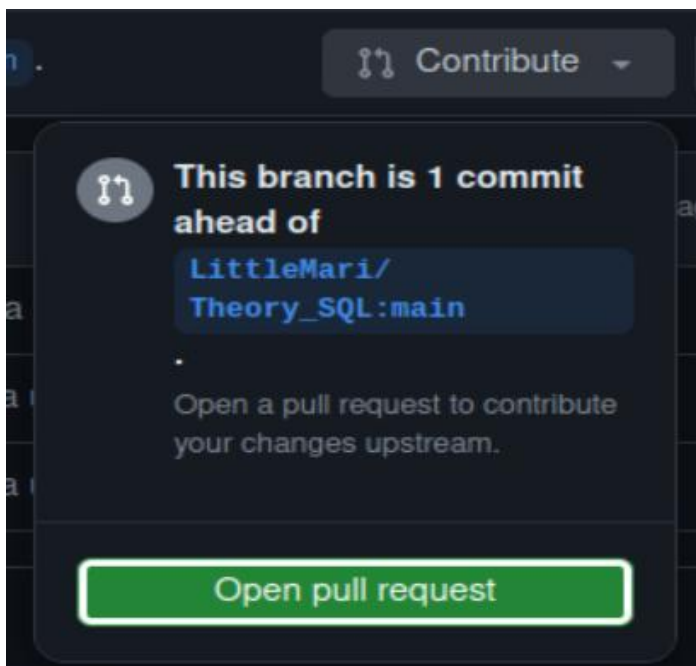 n .
Contribute
This branch is 1 commit
ahead of
LittleMari/
Theory_SQL:main
.
Open a pull request to contribute
your changes upstream.
Open pull request